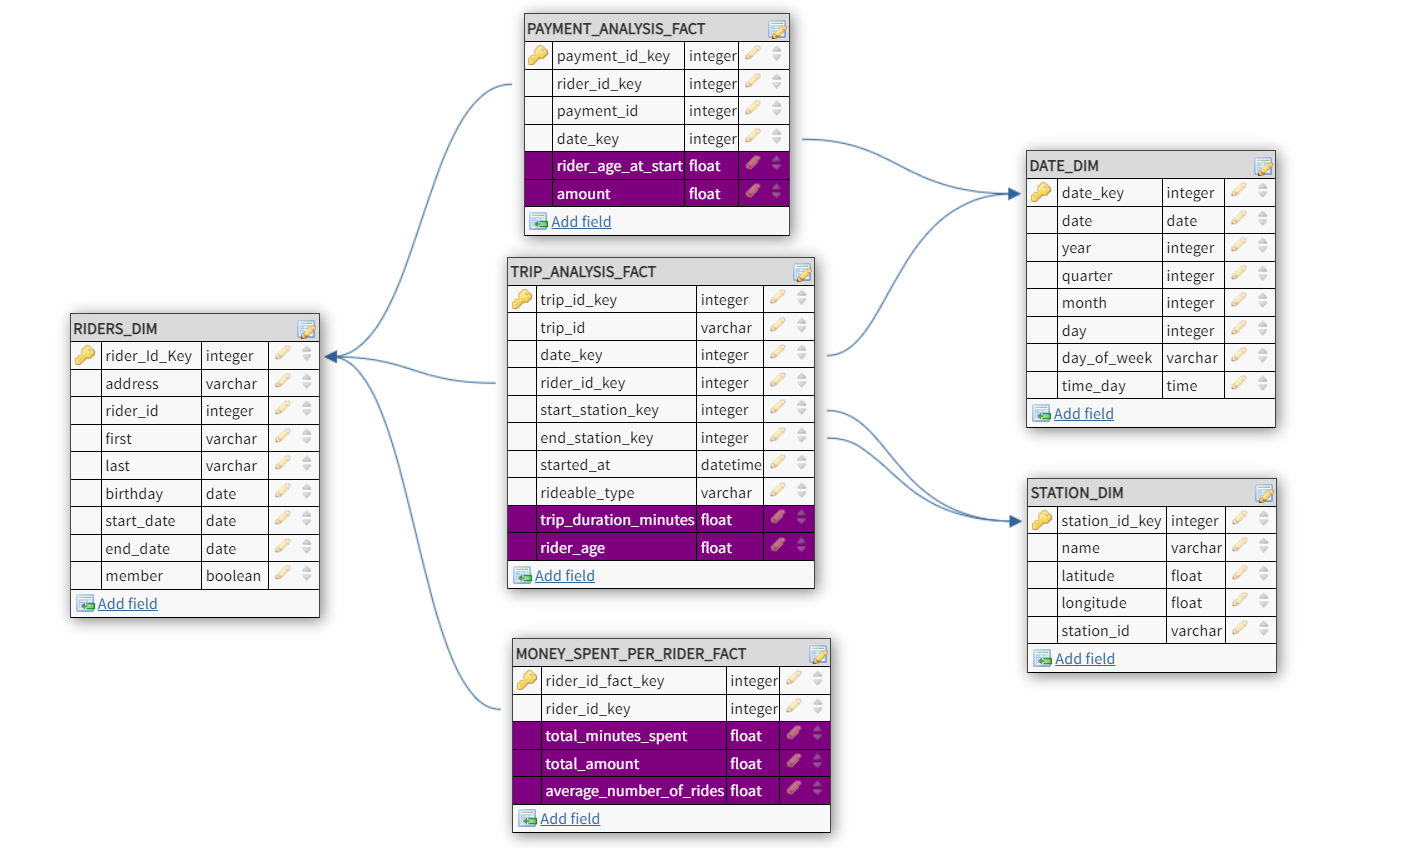 PAYMENT_ANALYSIS_FACT
payment_id_key integer
rider_id_key integer
payment_id integer
date_key integer
rider_age_at_start float
amount float
Add field
DATE_DIM
date_key integer
date date
year integer
quarter integer
month integer
day integer
day_of_week varchar
time_day time
Add field
TRIP_ANALYSIS_FACT
trip_id_key integer
trip_id varchar
date_key integer
rider_id_key integer
start_station_key integer
end_station_key integer
started_at datetime
rideable_type varchar
trip_duration_minutes float
rider_age float
Add field
RIDERS_DIM
rider_Id_Key integer
address varchar
rider_id integer
first varchar
last varchar
birthday date
start_date date
end_date date
member boolean
Add field
STATION_DIM
station_id_key integer
name varchar
latitude float
longitude float
station_id varchar
Add field
MONEY_SPENT_PER_RIDER_FACT
rider_id_fact_key integer
rider_id_key integer
total_minutes_spent float
total_amount float
average_number_of_rides float
Add field